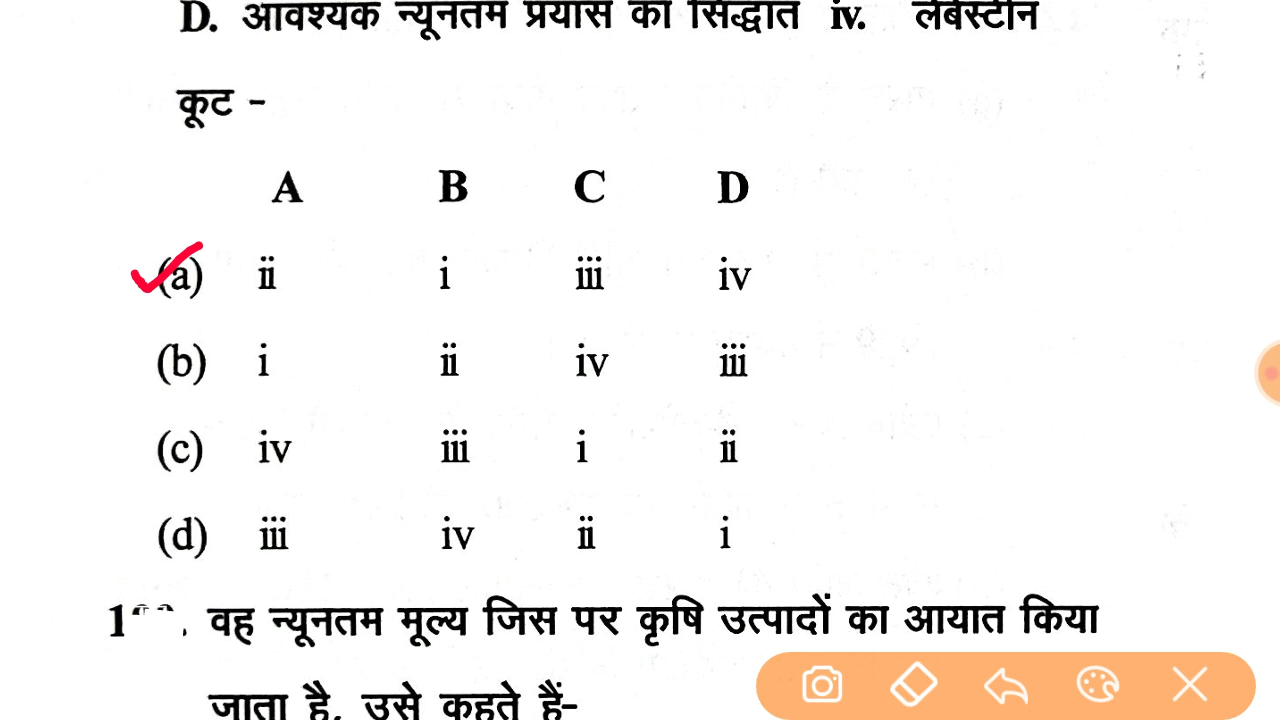 D. आवश्यक न्यूनतम प्रयास का सिद्धांत iv. लेबेंस्टीन
कूट -
A B C D
(a) ii i iii iv
(b) i ii iv iii
(c) iv iii i ii
(d) iii iv ii i
वह न्यूनतम मूल्य जिस पर कृषि उत्पादों का आयात किया
जाता है, उसे कहते हैं-